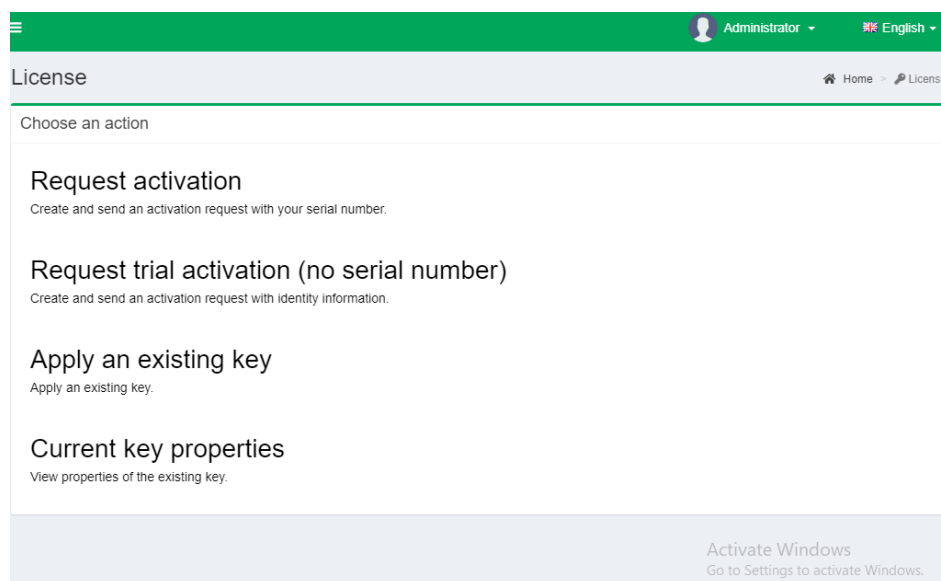 Administrator
English
License
Home > Licens
Choose an action
Request activation
Create and send an activation request with your serial number.
Request trial activation (no serial number)
Create and send an activation request with identity information.
Apply an existing key
Apply an existing key.
Current key properties
View properties of the existing key.
Activate Windows
Go to Settings to activate Windows.